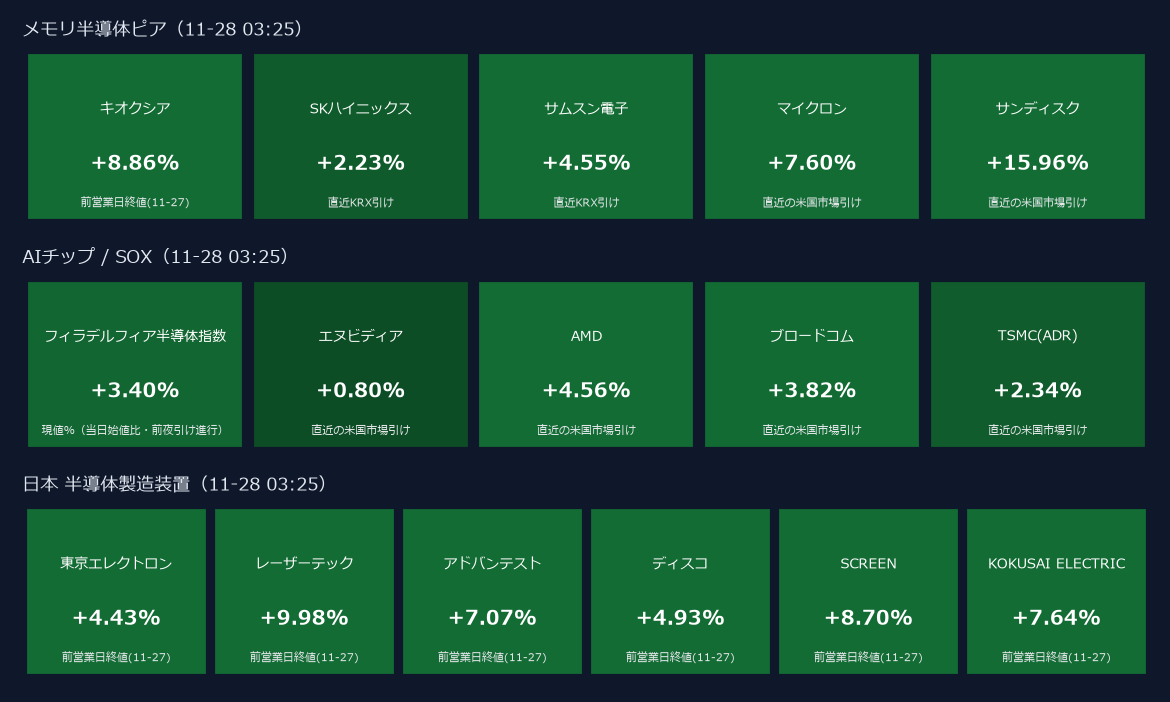 メモリ半導体ピア（11-28 03:25）
キオクシア
+8.86%
前営業日終値(11-27)
SKハイニックス
+2.23%
直近KRX引け
サムスン電子
+4.55%
直近KRX引け
マイクロン
+7.60%
直近の米国市場引け
サンディスク
+15.96%
直近の米国市場引け
AIチップ / SOX（11-28 03:25）
フィラデルフィア半導体指数
+3.40%
現値%（当日始値比・前夜引け進行）
エヌビディア
+0.80%
直近の米国市場引け
AMD
+4.56%
直近の米国市場引け
ブロードコム
+3.82%
直近の米国市場引け
TSMC(ADR)
+2.34%
直近の米国市場引け
日本 半導体製造装置（11-28 03:25）
東京エレクトロン
+4.43%
前営業日終値(11-27)
レーザーテック
+9.98%
前営業日終値(11-27)
アドバンテスト
+7.07%
前営業日終値(11-27)
ディスコ
+4.93%
前営業日終値(11-27)
SCREEN
+8.70%
前営業日終値(11-27)
KOKUSAI ELECTRIC
+7.64%
前営業日終値(11-27)